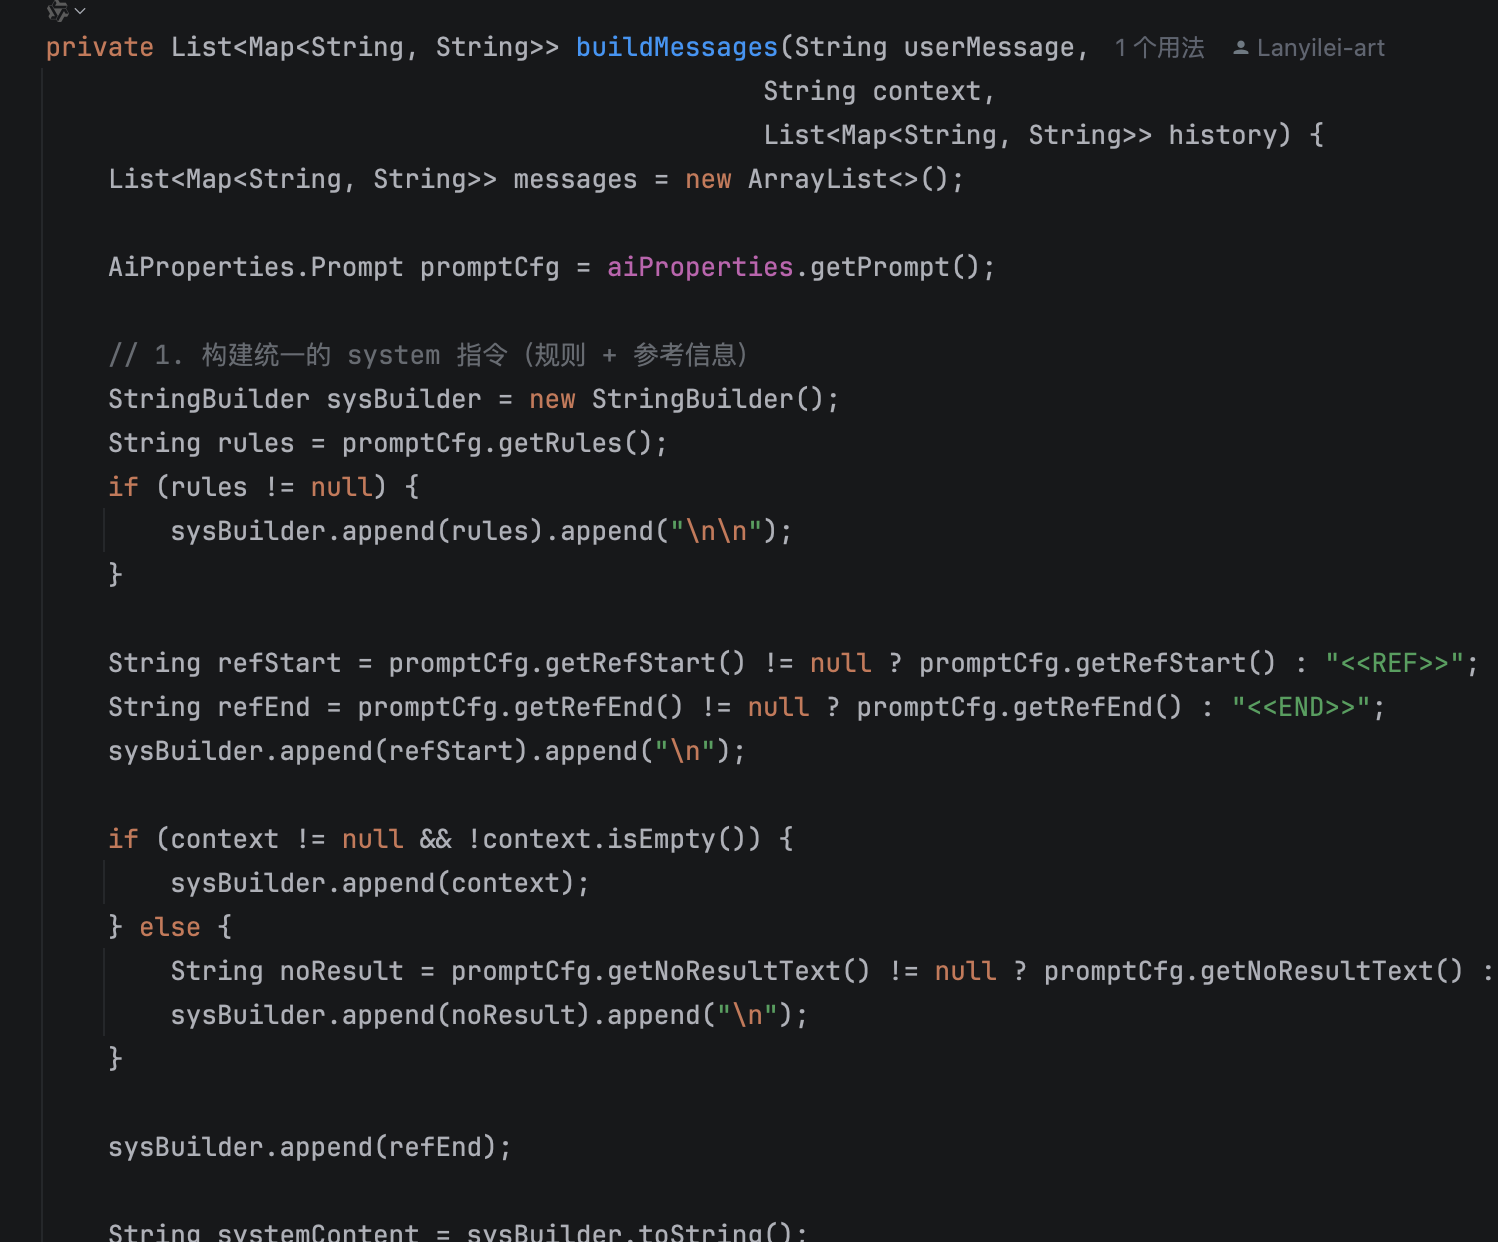 private List<Map<String, String>> buildMessages(String userMessage, 1 个用法 Lanyilei-art
String context,
List<Map<String, String>> history) {
List<Map<String, String>> messages = new ArrayList<>();
AiProperties.Prompt promptCfg = aiProperties.getPrompt();
// 1. 构建统一的 system 指令（规则 + 参考信息）
StringBuilder sysBuilder = new StringBuilder();
String rules = promptCfg.getRules();
if (rules != null) {
sysBuilder.append(rules).append("\n\n");
}
String refStart = promptCfg.getRefStart() != null ? promptCfg.getRefStart() : "<<REF>>";
String refEnd = promptCfg.getRefEnd() != null ? promptCfg.getRefEnd() : "<<END>>";
sysBuilder.append(refStart).append("\n");
if (context != null && !context.isEmpty()) {
sysBuilder.append(context);
} else {
String noResult = promptCfg.getNoResultText() != null ? promptCfg.getNoResultText() :
sysBuilder.append(noResult).append("\n");
}
sysBuilder.append(refEnd);
String systemContent = sysBuilder.toString();